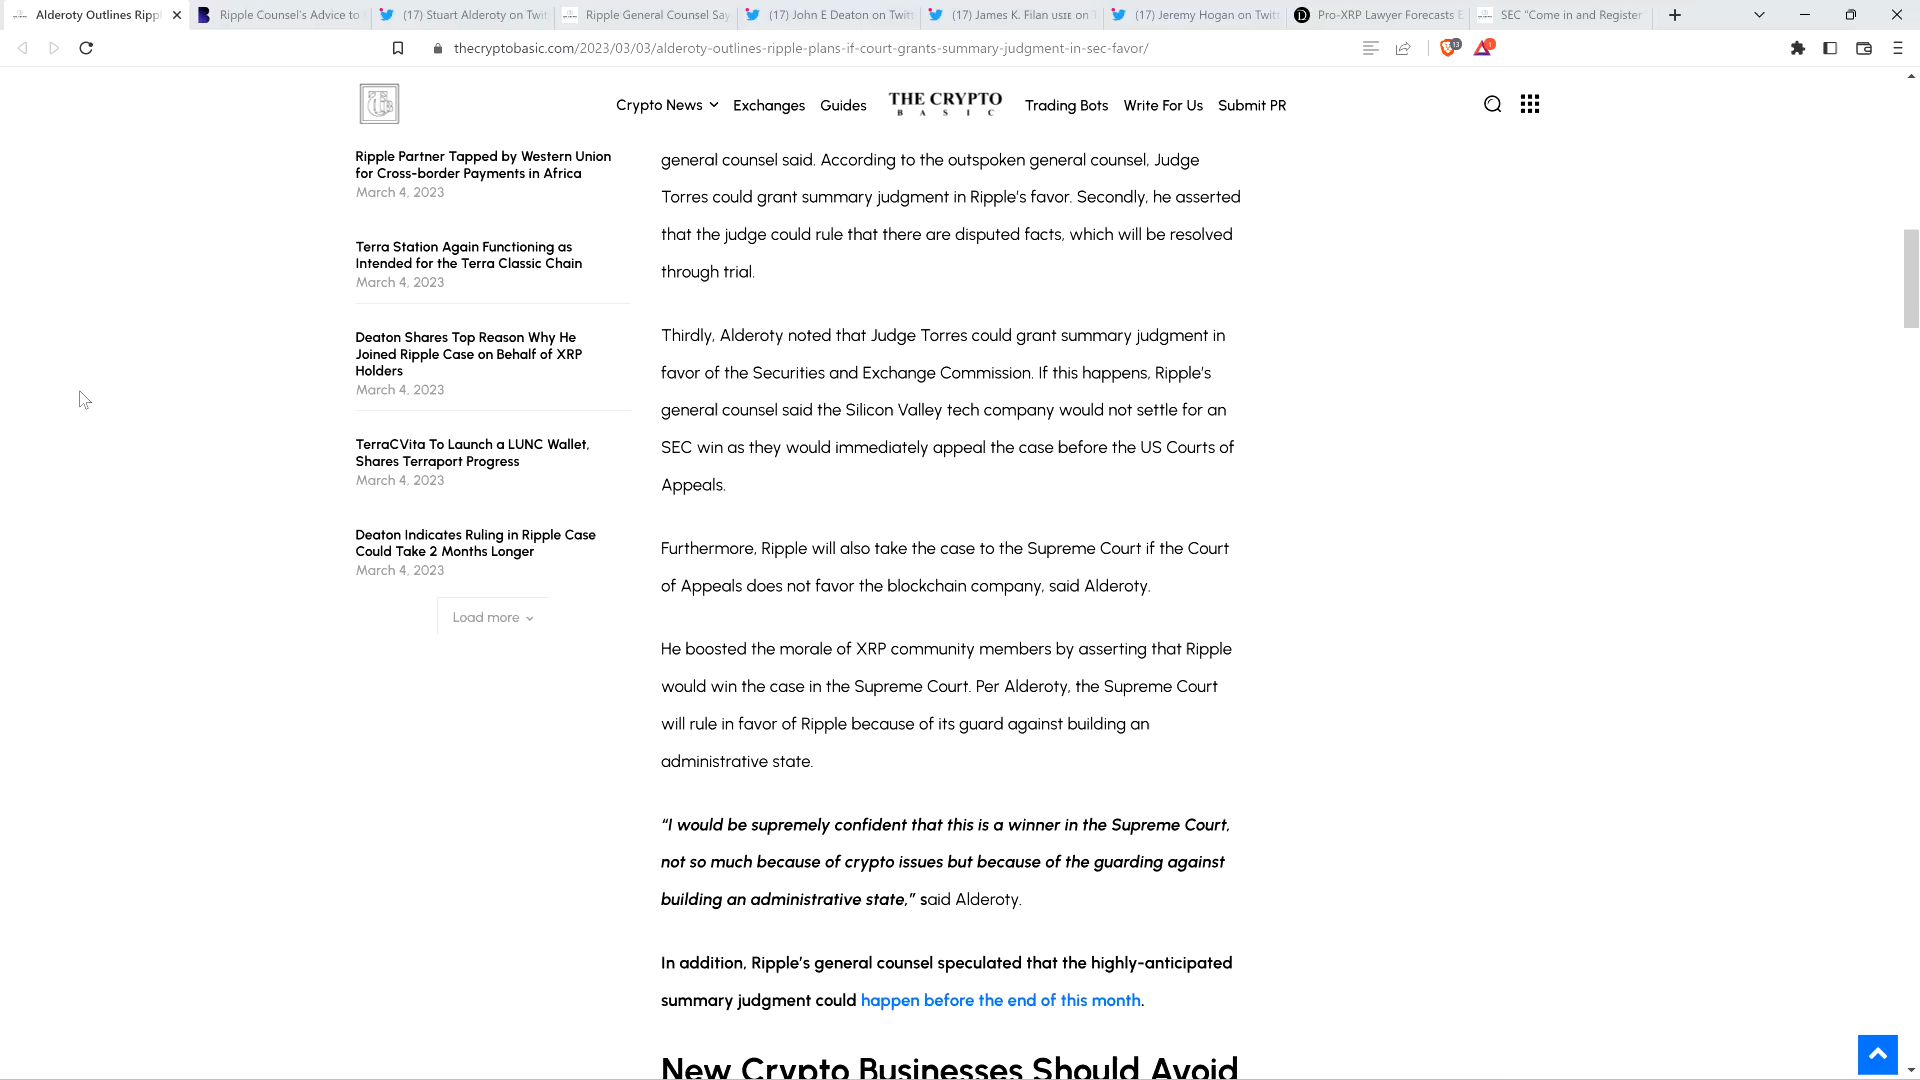 Alderoty Outlines Rippl
Ripple Counsel's Advice to
(17) Stuart Alderoty on Twit
Ripple General Counsel Say
(17) John E Deaton on Twitt
(17) James K. Filan on T
(17) Jeremy Hogan on Twitt
Pro-XRP Lawyer Forecasts E
SEC "Come in and Register
thecryptobasic.com/2023/03/03/alderoty-outlines-ripple-plans-if-court-grants-summary-judgment-in-sec-favor/
Crypto News Exchanges Guides THE CRYPTO BASIC Trading Bots Write For Us Submit PR
Ripple Partner Tapped by Western Union
for Cross-border Payments in Africa
March 4, 2023
Terra Station Again Functioning as
Intended for the Terra Classic Chain
March 4, 2023
Deaton Shares Top Reason Why He
Joined Ripple Case on Behalf of XRP
Holders
March 4, 2023
TerraCVita To Launch a LUNC Wallet,
Shares Terraport Progress
March 4, 2023
Deaton Indicates Ruling in Ripple Case
Could Take 2 Months Longer
March 4, 2023
Load more
general counsel said. According to the outspoken general counsel, Judge
Torres could grant summary judgment in Ripple's favor. Secondly, he asserted
that the judge could rule that there are disputed facts, which will be resolved
through trial.
Thirdly, Alderoty noted that Judge Torres could grant summary judgment in
favor of the Securities and Exchange Commission. If this happens, Ripple's
general counsel said the Silicon Valley tech company would not settle for an
SEC win as they would immediately appeal the case before the US Courts of
Appeals.
Furthermore, Ripple will also take the case to the Supreme Court if the Court
of Appeals does not favor the blockchain company, said Alderoty.
He boosted the morale of XRP community members by asserting that Ripple
would win the case in the Supreme Court. Per Alderoty, the Supreme Court
will rule in favor of Ripple because of its guard against building an
administrative state.
“I would be supremely confident that this is a winner in the Supreme Court,
not so much because of crypto issues but because of the guarding against
building an administrative state,” said Alderoty.
In addition, Ripple’s general counsel speculated that the highly-anticipated
summary judgment could happen before the end of this month.
New Crypto Businesses Should Avoid